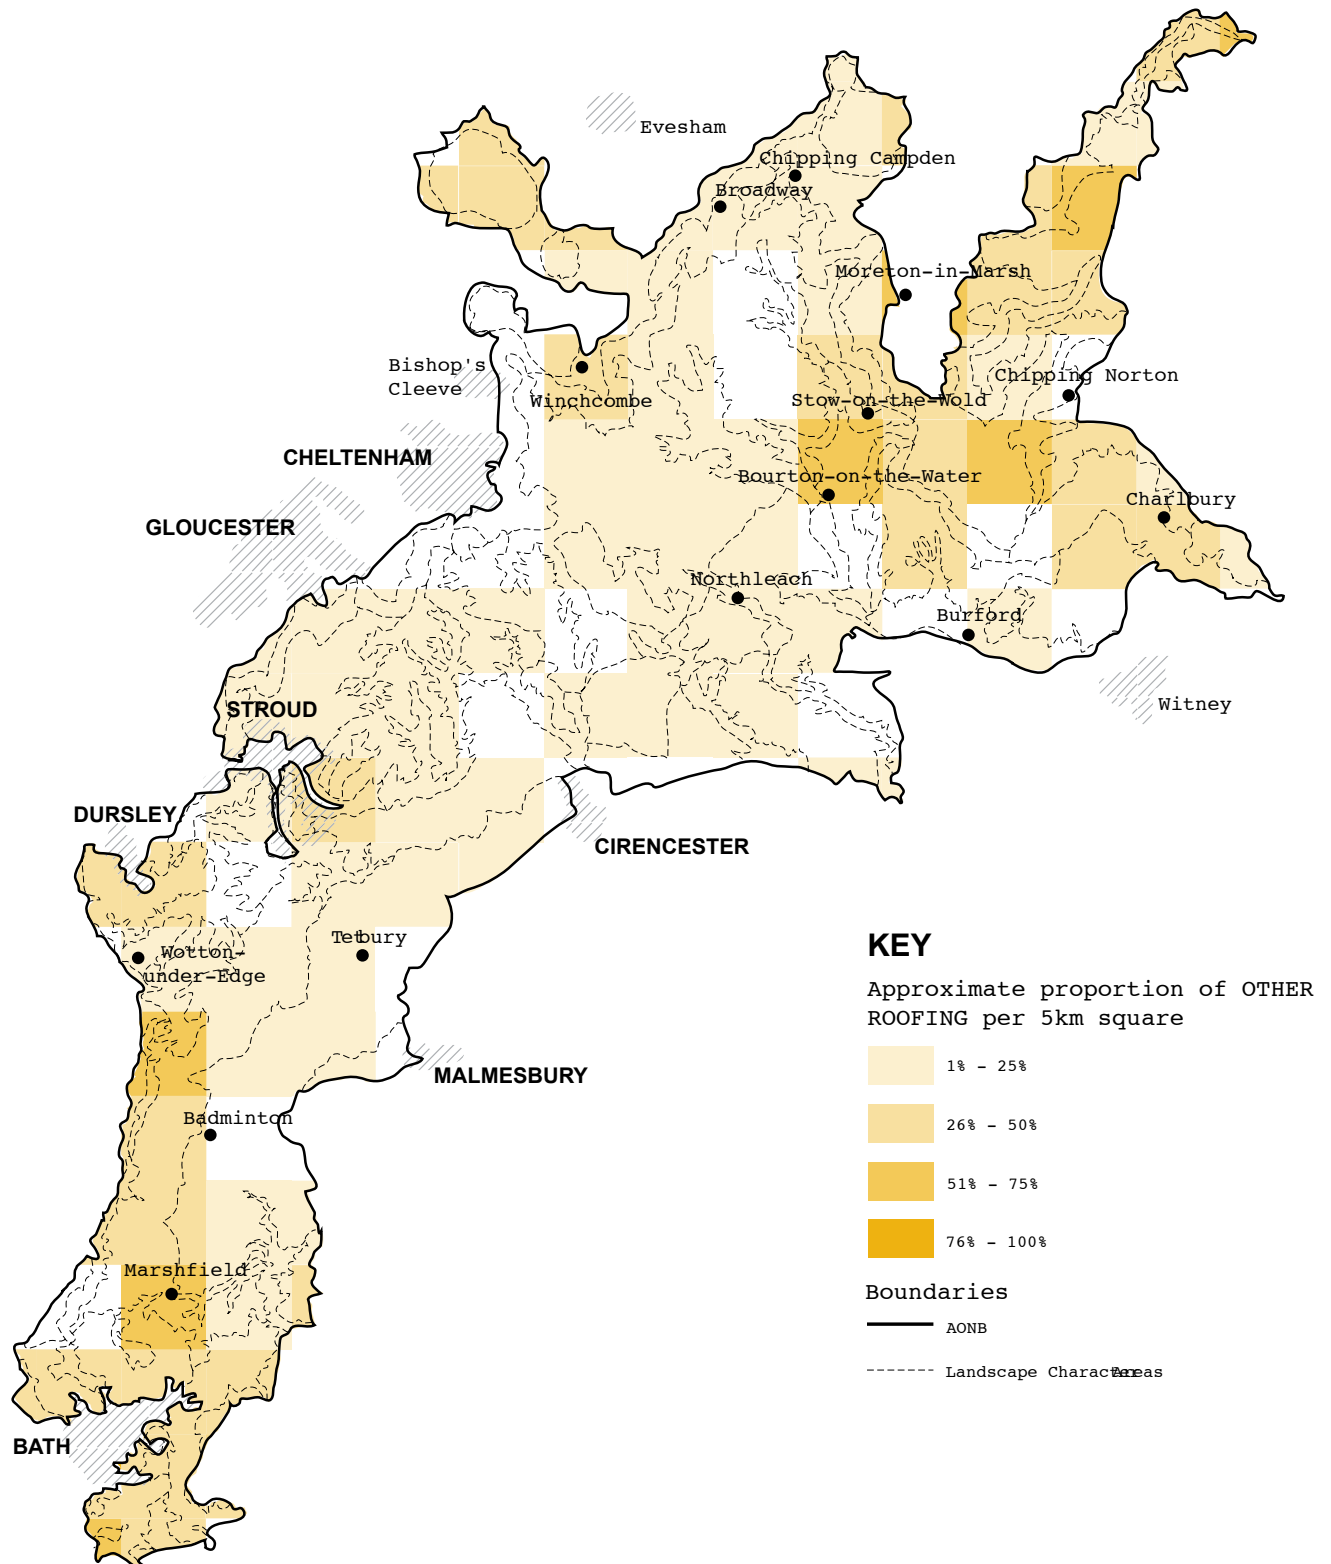 Evesham
Chipping Campden
Broadway
Moreton-in-Marsh
Bishop's
Cleeve
Winchcombe
Chipping Norton
Stow-on-the-Wold
CHELTENHAM
Bourton-on-the-Water
Charlbury
GLOUCESTER
Northleach
Burford
Witney
STROUD
DURSLEY
CIRENCESTER
Tetbury
Wotton-
under-Edge
MALMESBURY
Badminton
Marshfield
BATH
KEY
Approximate proportion of OTHER
ROOFING per 5km square
1% - 25%
26% - 50%
51% - 75%
76% - 100%
Boundaries
AONB
Landscape Character Areas